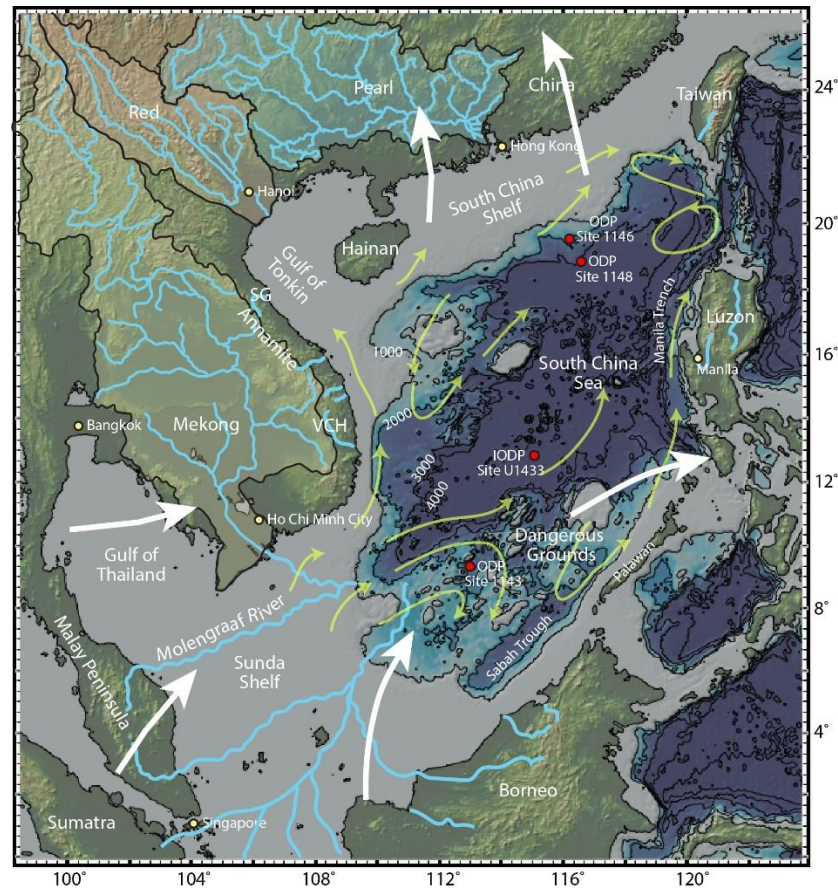 Pearl
China
Taiwan
24°
Red
Hong Kong
Hanoi
South China
Shelf
20°
ODP
Site 1146
Hainan
ODP
Site 1148
Gulf of
Tonkin
SG
Annamite
1000
Manila Trench
Luzon
16°
South China
Sea
Manila
2000
Bangkok
Mekong
VCH
IODP
Site U1433
3000
4000
12°
Ho Chi Minh City
Dangerous
Grounds
Gulf of
Thailand
ODP
Site 1143
Palawan
Molengraaf River
8°
Malay Peninsula
Sunda
Shelf
Sabah Trough
4°
Borneo
Sumatra
Singapore
100°
104°
108°
112°
116°
120°